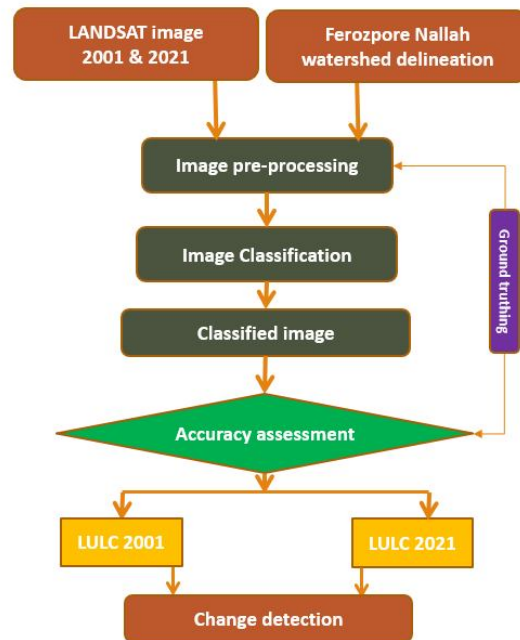 LANDSAT image
2001 & 2021
Ferozpore Nallah
watershed delineation
Image pre-processing
Image Classification
Ground truthing
Classified image
Accuracy assessment
LULC 2001
LULC 2021
Change detection